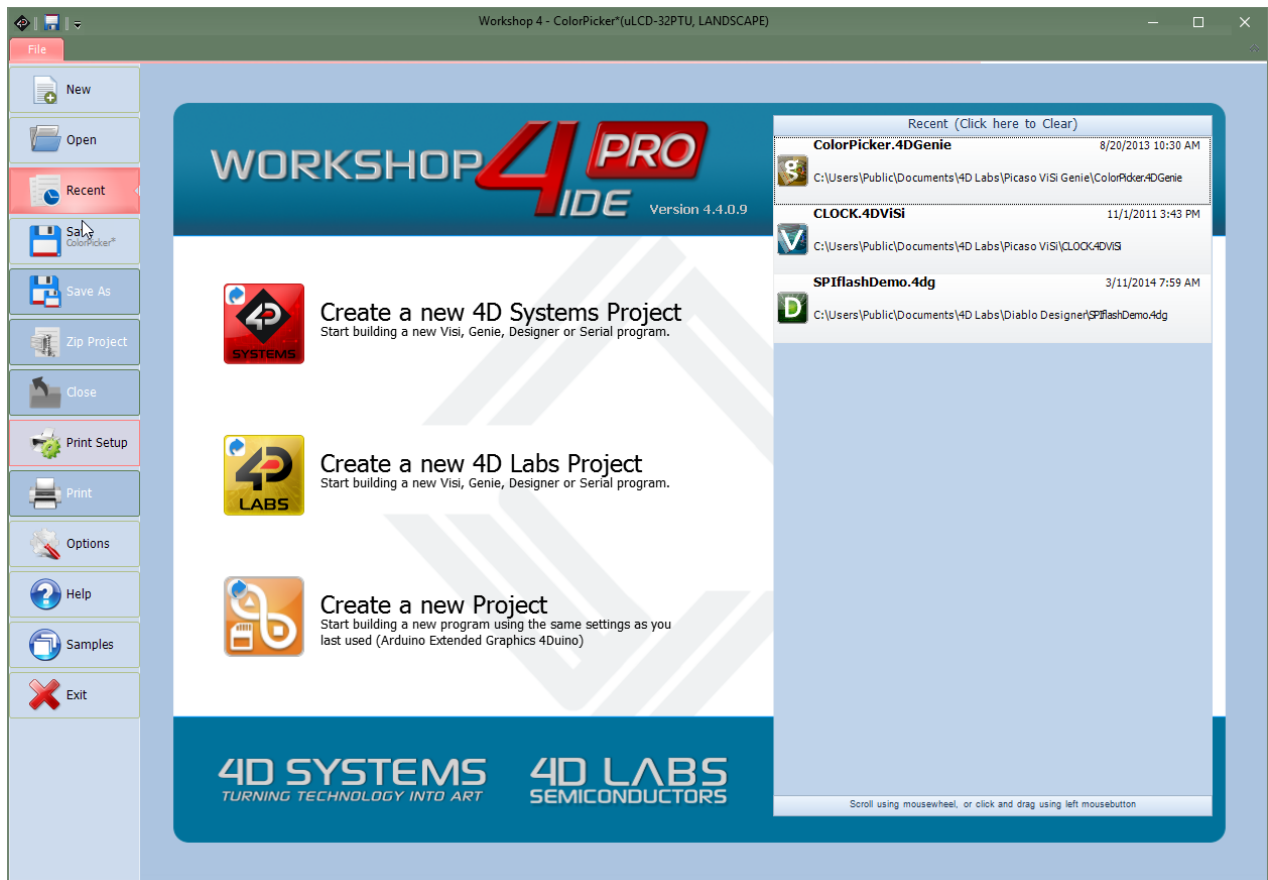 Workshop 4 - ColorPicker*(uLCD-32PTU, LANDSCAPE)
File
New
Open
Recent
Save
ColorPicker*
Save As
Zip Project
Close
Print Setup
Print
Options
Help
Samples
Exit
WORKSHOP 4 PRO
IDE
Version 4.4.0.9
4D
SYSTEMS
Create a new 4D Systems Project
Start building a new Visi, Genie, Designer or Serial program.
4D
LABS
Create a new 4D Labs Project
Start building a new Visi, Genie, Designer or Serial program.
Create a new Project
Start building a new program using the same settings as you
last used (Arduino Extended Graphics 4Duino)
4D SYSTEMS
TURNING TECHNOLOGY INTO ART
4D LABS
SEMICONDUCTORS
Recent (Click here to Clear)
g
ColorPicker.4DGenie 8/20/2013 10:30 AM
C:\Users\Public\Documents\4D Labs\Picaso ViSi Genie\ColorPicker.4DGenie
V
CLOCK.4DViSi 11/1/2011 3:43 PM
C:\Users\Public\Documents\4D Labs\Picaso ViSi\CLOCK.4DViSi
D
SPIflashDemo.4dg 3/11/2014 7:59 AM
C:\Users\Public\Documents\4D Labs\Diablo Designer\SPIflashDemo.4dg
Scroll using mousewheel, or click and drag using left mousebutton